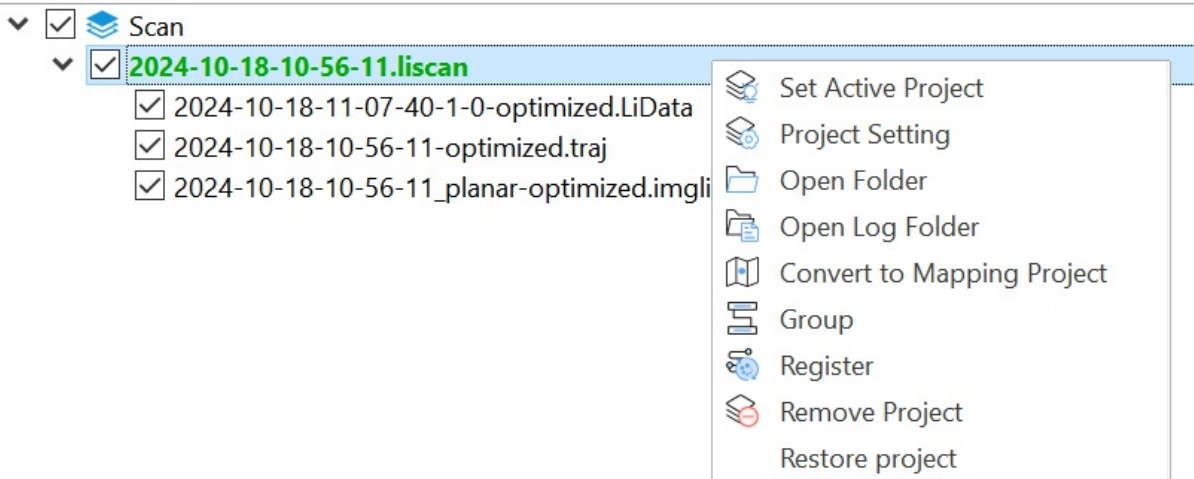 Scan
2024-10-18-10-56-11.liscan
2024-10-18-11-07-40-1-0-optimized.LiData
2024-10-18-10-56-11-optimized.traj
2024-10-18-10-56-11_planar-optimized.imgli
Set Active Project
Project Setting
Open Folder
Open Log Folder
Convert to Mapping Project
Group
Register
Remove Project
Restore project